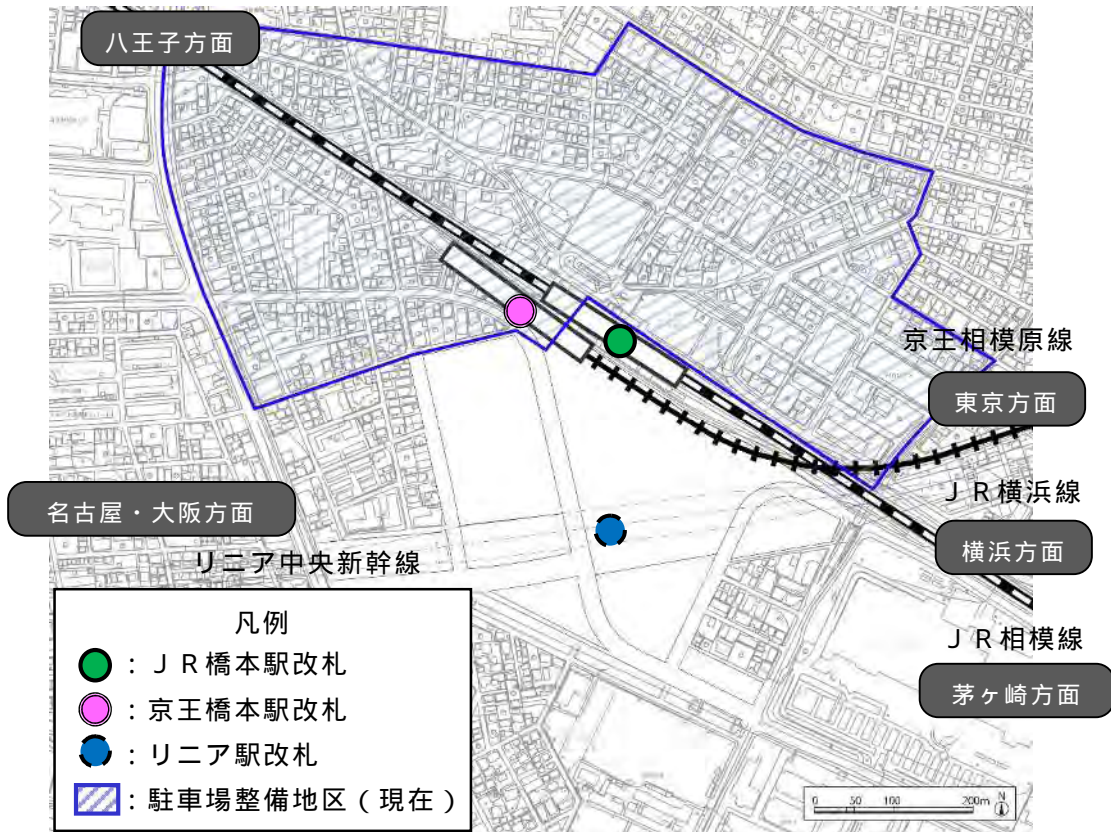 八王子方面
京王相模原線
東京方面
ＪＲ横浜線
名古屋・大阪方面
横浜方面
リニア中央新幹線
ＪＲ相模線
茅ヶ崎方面
凡例
：ＪＲ橋本駅改札
：京王橋本駅改札
：リニア駅改札
：駐車場整備地区（現在）
0 50 100 200m
N